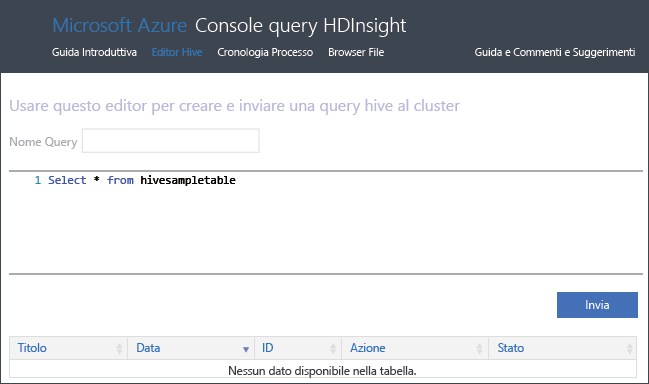 Microsoft Azure Console query HDInsight
Guida Introduttiva Editor Hive Cronologia Processo Browser File Guida e Commenti e Suggerimenti
Usare questo editor per creare e inviare una query hive al cluster
Nome Query
1 Select * from hivesampletable
Invia
Titolo Data ID Azione Stato
Nessun dato disponibile nella tabella.